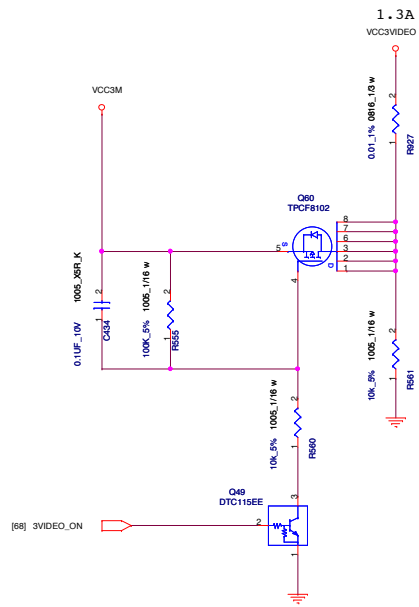 1.3A
VCC3VIDEO
VCC3M
2
1
0.01_1% 0816_1/3 w
R927
Q60
TPCF8102
5
S
D
4
8
7
6
3
2
1
2
1
0.1UF_10V
1005_X5R_K
C434
2
1
100K_5% 1005_1/16 w
R555
2
1
10k_5% 1005_1/16 w
R561
2
1
10k_5% 1005_1/16 w
R560
Q49
DTC115EE
3
2
1
[68] 3VIDEO_ON